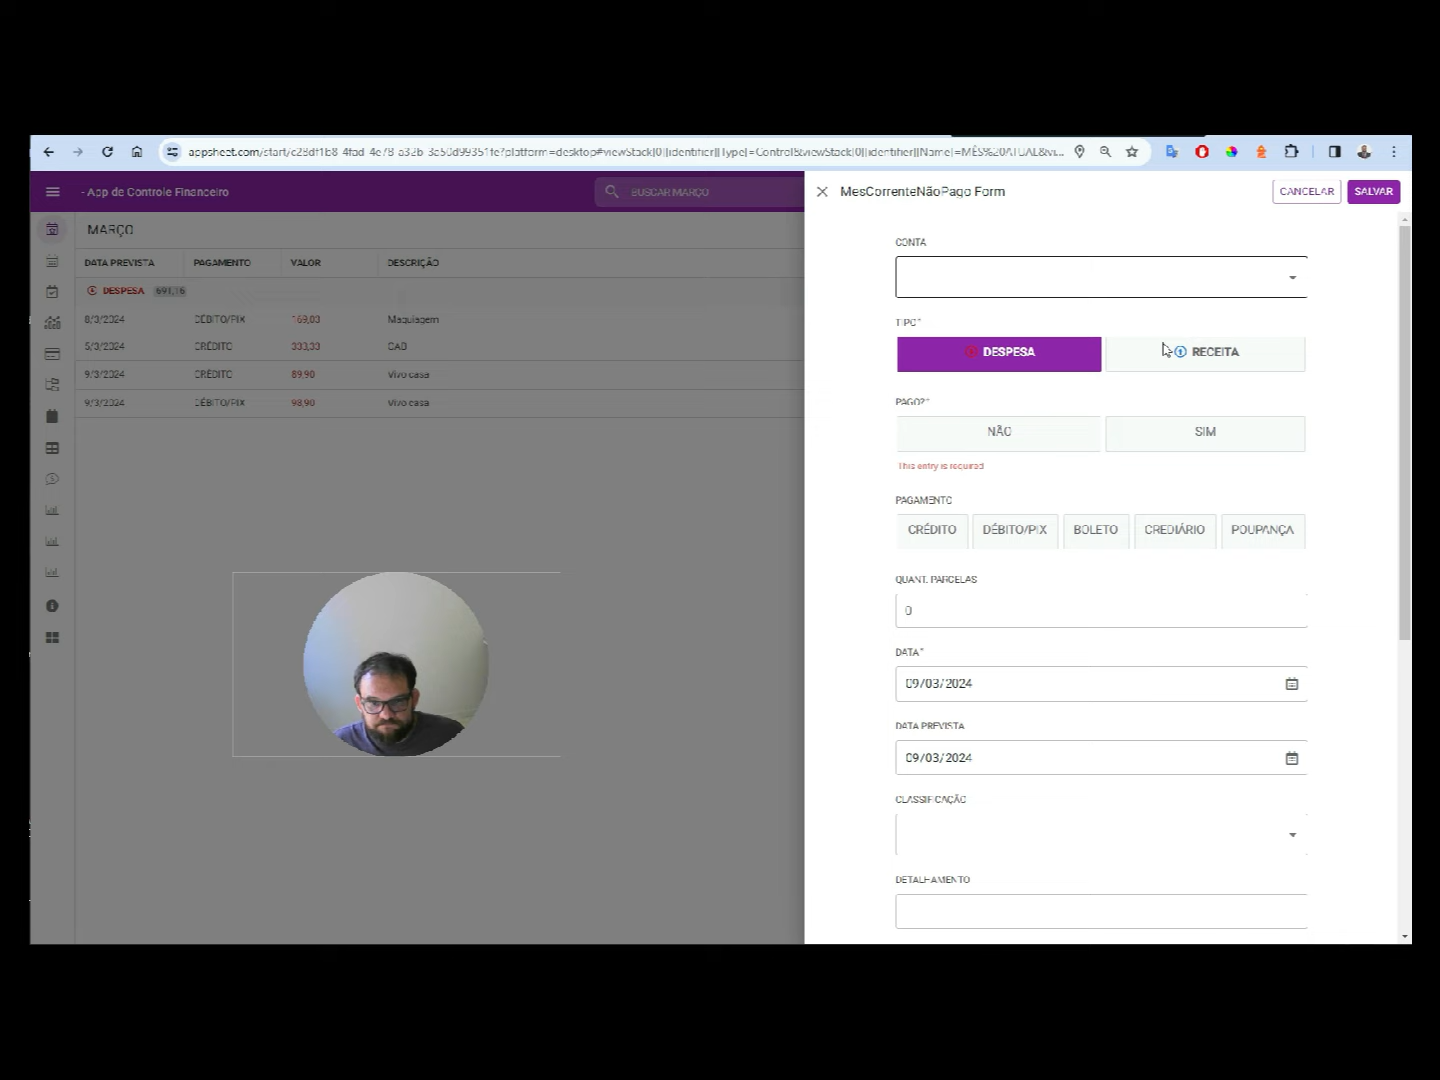 - App de Controle Financeiro
BUSCAR MARÇO
MARÇO
DATA PREVISTA PAGAMENTO VALOR DESCRIÇÃO
DESPESA 691,16
8/3/2024 DÉBITO/PIX 169,03 Maquiagem
5/3/2024 CRÉDITO 333,33 CAB
9/3/2024 CRÉDITO 89,90 Vivo casa
9/3/2024 DÉBITO/PIX 98,90 Vivo casa
MesCorrenteNãoPago Form
CANCELAR SALVAR
CONTA
TIPO*
DESPESA RECEITA
PAGO?*
NÃO SIM
This entry is required
PAGAMENTO
CRÉDITO DÉBITO/PIX BOLETO CREDIÁRIO POUPANÇA
QUANT. PARCELAS
0
DATA*
09/03/2024
DATA PREVISTA
09/03/2024
CLASSIFICAÇÃO
DETALHAMENTO